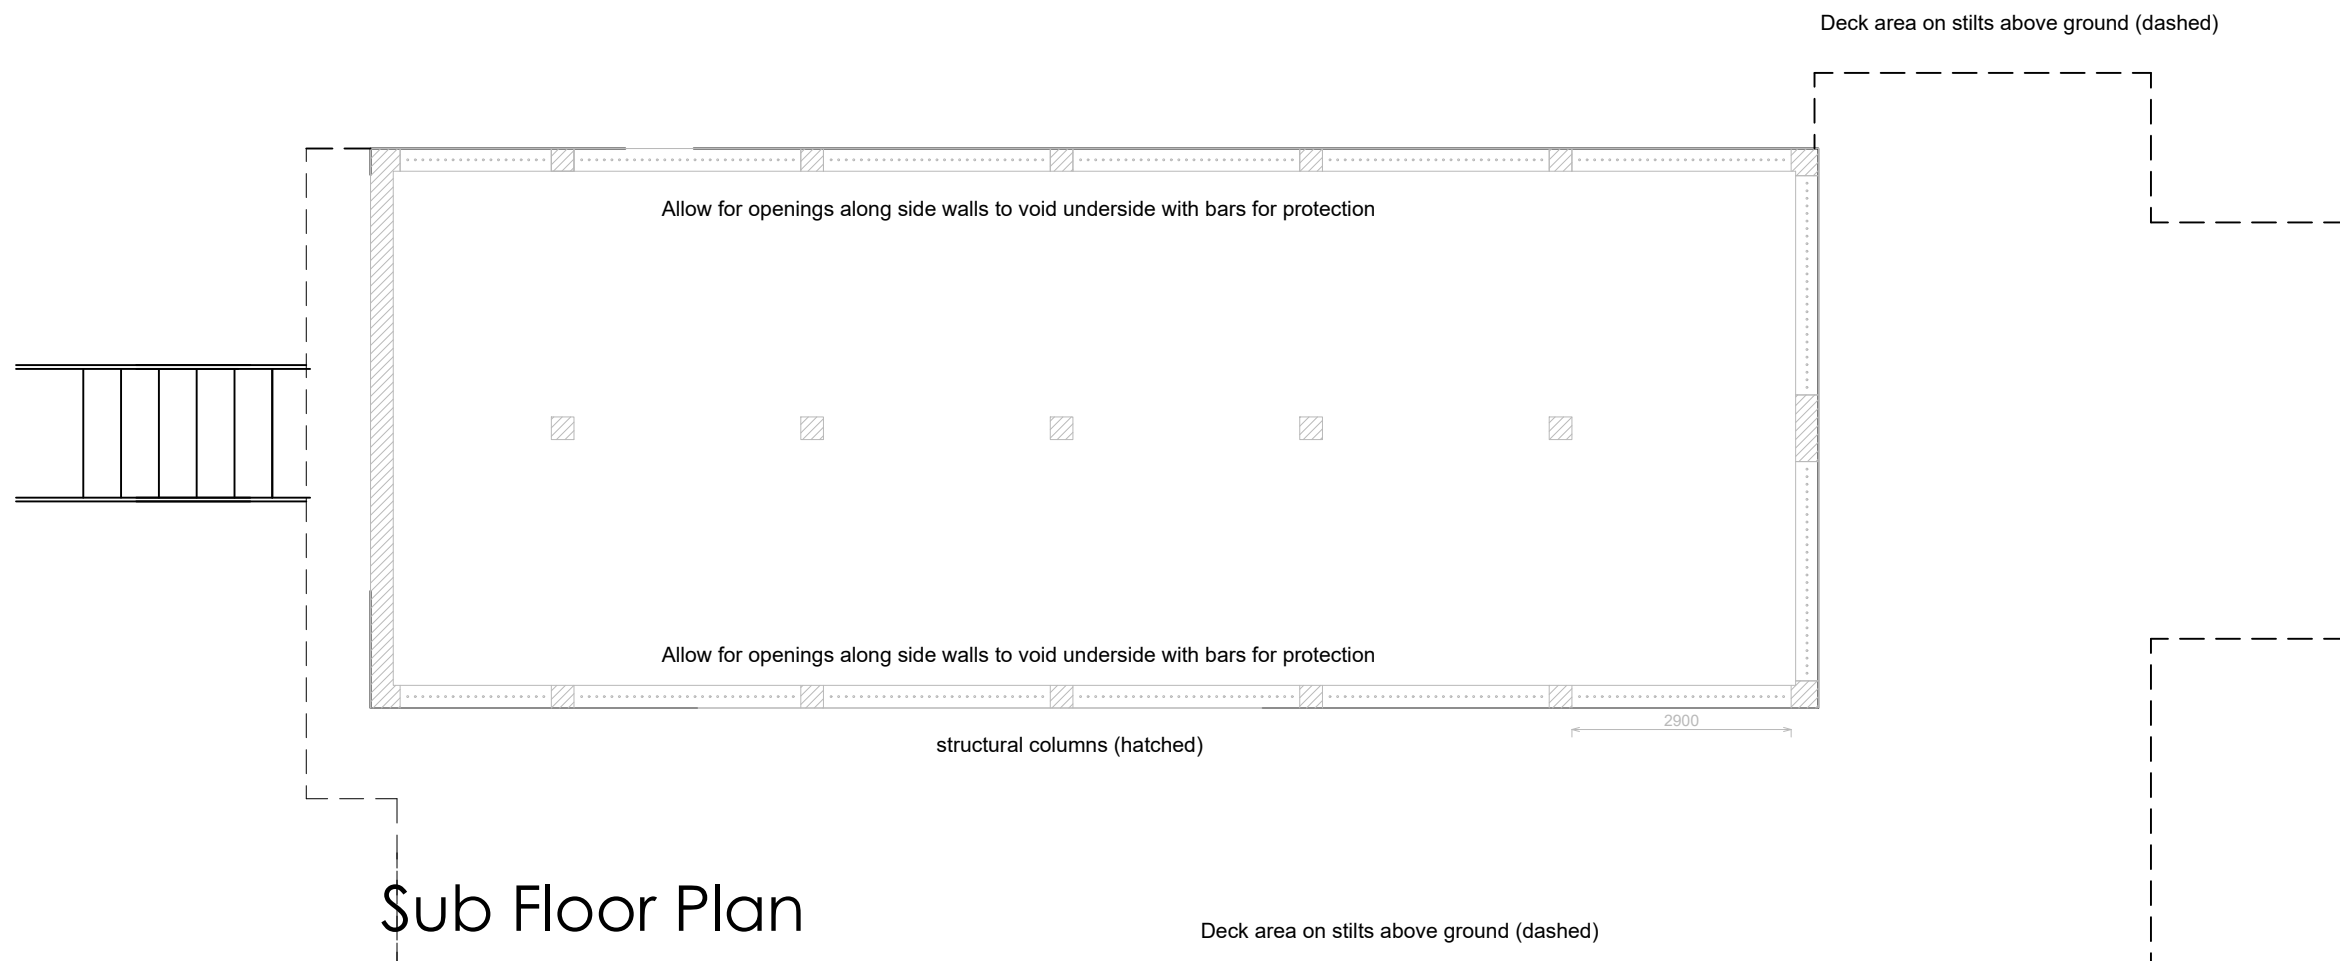 Deck area on stilts above ground (dashed)
Allow for openings along side walls to void underside with bars for protection
Allow for openings along side walls to void underside with bars for protection
2900
structural columns (hatched)
Sub Floor Plan
Deck area on stilts above ground (dashed)